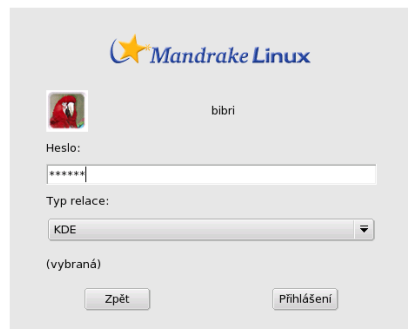 Mandrake Linux
bibri
Heslo:
******
Typ relace:
KDE
(vybraná)
Zpět
Přihlášení